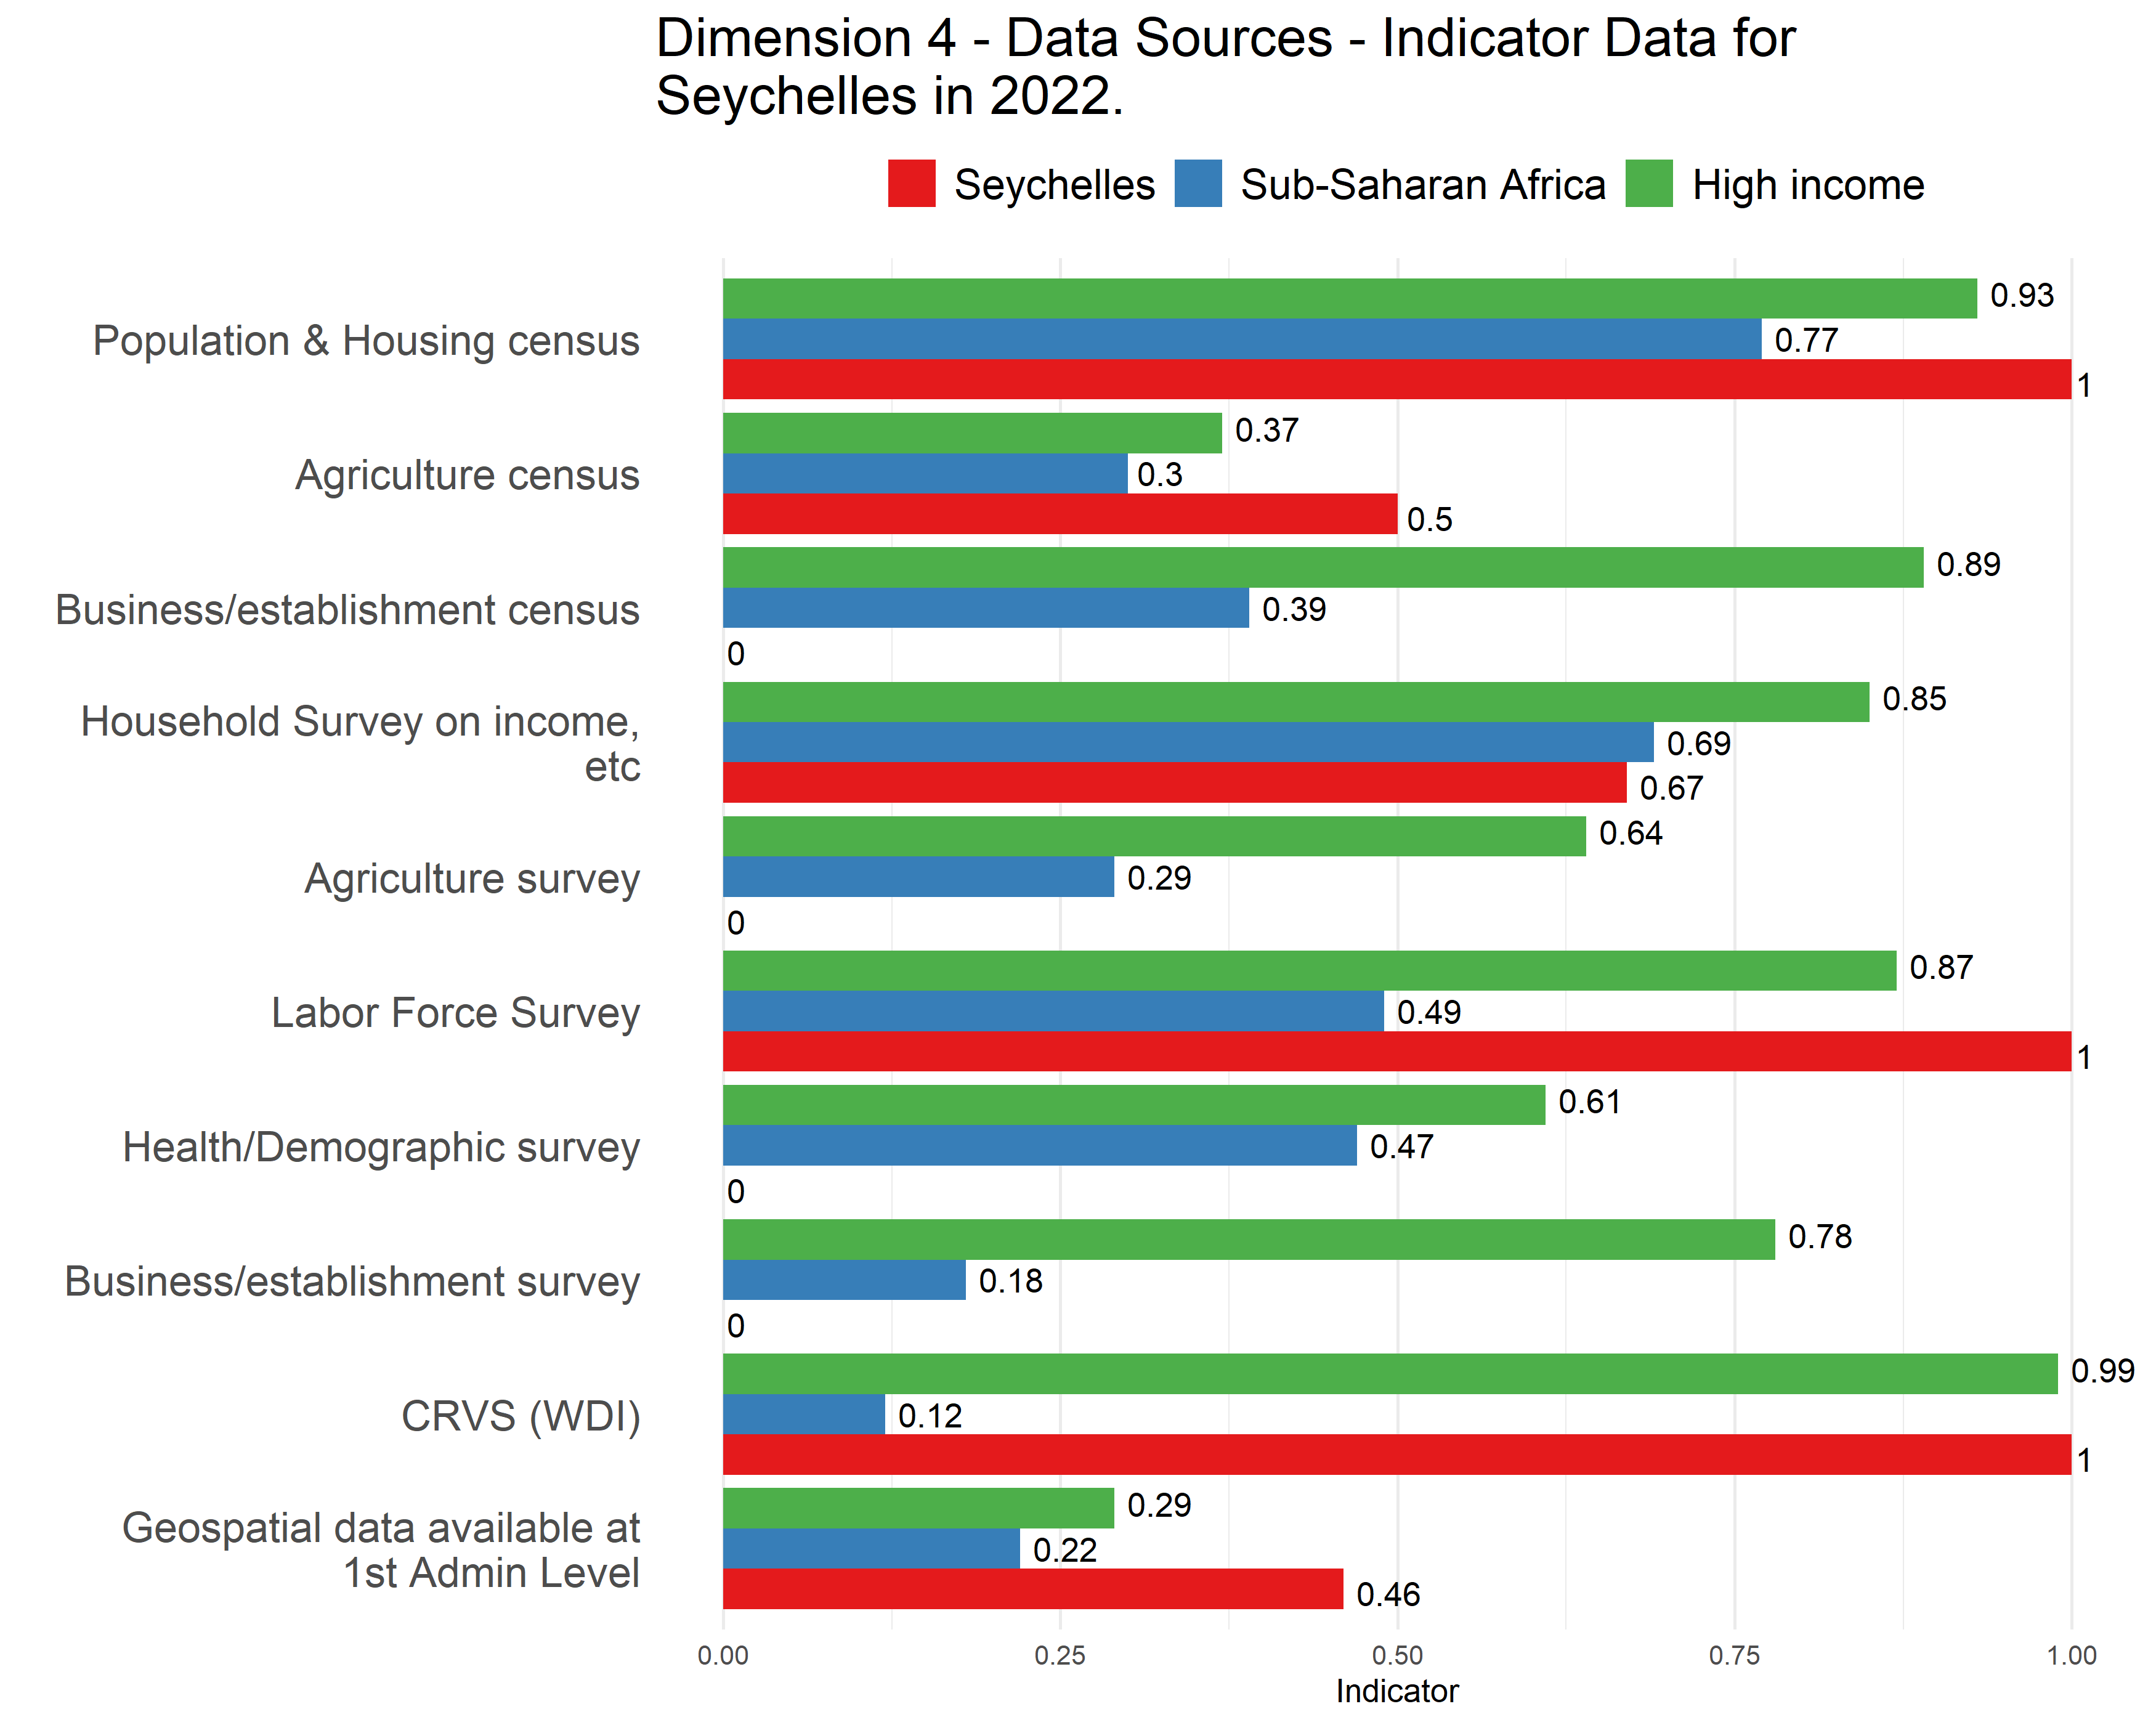 Dimension 4 - Data Sources - Indicator Data for
Seychelles in 2022.
Seychelles
Sub-Saharan Africa
High income
Population & Housing census
0.93
0.77
1
Agriculture census
0.37
0.3
0.5
Business/establishment census
0.89
0.39
0
Household Survey on income,
etc
0.85
0.69
0.67
Agriculture survey
0.64
0.29
0
Labor Force Survey
0.87
0.49
1
Health/Demographic survey
0.61
0.47
0
Business/establishment survey
0.78
0.18
0
CRVS (WDI)
0.99
0.12
1
Geospatial data available at
1st Admin Level
0.29
0.22
0.46
0.00
0.25
0.50
0.75
1.00
Indicator